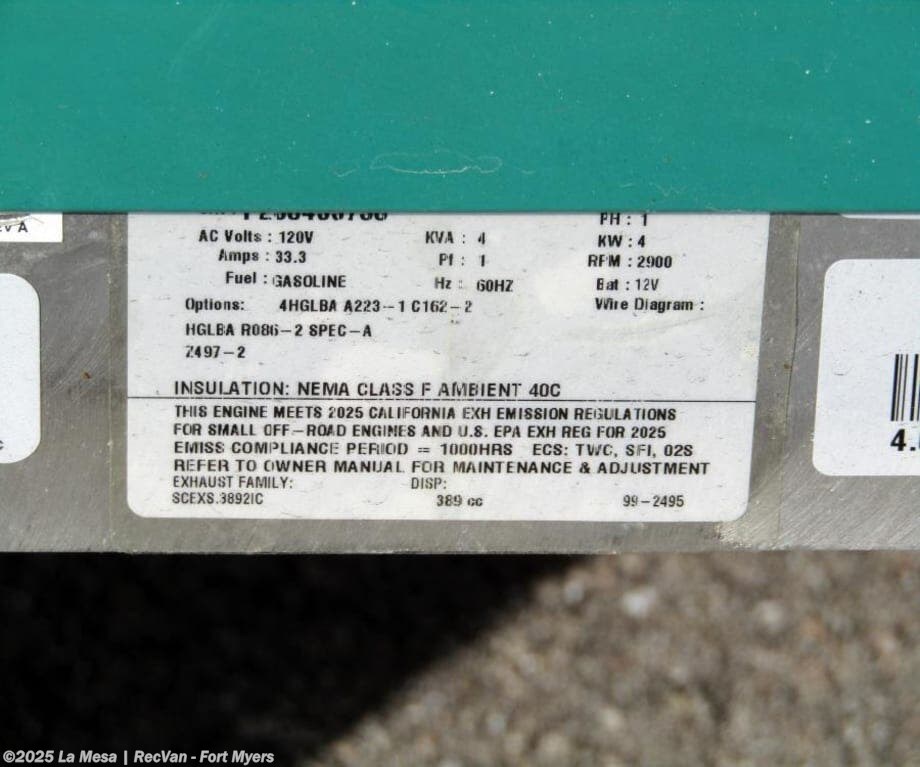 PH : 1
AC Volts : 120V KVA : 4 KW : 4
Amps : 33.3 Pf : 1 RPM : 2900
Fuel : GASOLINE Hz : 60HZ Bat : 12V
Options: 4HGLBA A223-1 C162-2 Wire Diagram :
HGLBA R086-2 SPEC-A
Z497-2
INSULATION: NEMA CLASS F AMBIENT 40C
THIS ENGINE MEETS 2025 CALIFORNIA EXH EMISSION REGULATIONS
FOR SMALL OFF-ROAD ENGINES AND U.S. EPA EXH REG FOR 2025
EMISS COMPLIANCE PERIOD = 1000HRS ECS: TWC, SFI, O2S
REFER TO OWNER MANUAL FOR MAINTENANCE & ADJUSTMENT
EXHAUST FAMILY: DISP:
SCEXS.3892IC 389 cc 99-2495
©2025 La Mesa | RecVan - Fort Myers